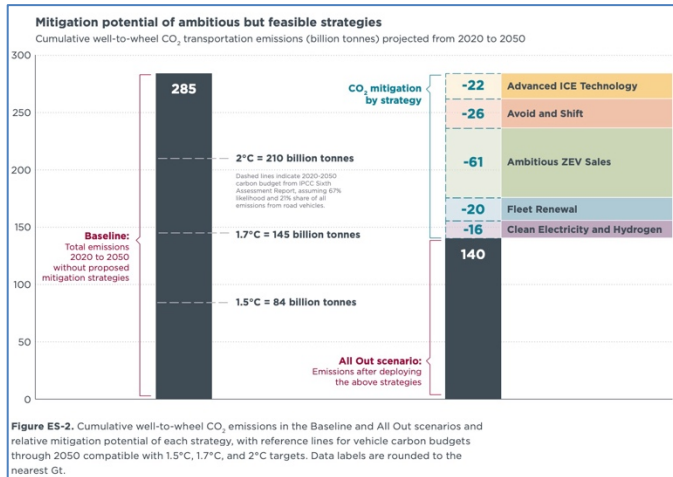 Mitigation potential of ambitious but feasible strategies
Cumulative well-to-wheel CO₂ transportation emissions (billion tonnes) projected from 2020 to 2050
300
250
200
150
100
50
0
Baseline:
Total emissions
2020 to 2050
without proposed
mitigation strategies
285
2°C = 210 billion tonnes
Dashed lines indicate 2020-2050
carbon budget from IPCC Sixth
Assessment Report, assuming 67%
likelihood and 21% share of all
emissions from road vehicles.
1.7°C = 145 billion tonnes
1.5°C = 84 billion tonnes
CO₂ mitigation
by strategy
-22 Advanced ICE Technology
-26 Avoid and Shift
-61 Ambitious ZEV Sales
-20 Fleet Renewal
-16 Clean Electricity and Hydrogen
140
All Out scenario:
Emissions after deploying
the above strategies
Figure ES-2. Cumulative well-to-wheel CO₂ emissions in the Baseline and All Out scenarios and
relative mitigation potential of each strategy, with reference lines for vehicle carbon budgets
through 2050 compatible with 1.5°C, 1.7°C, and 2°C targets. Data labels are rounded to the
nearest Gt.